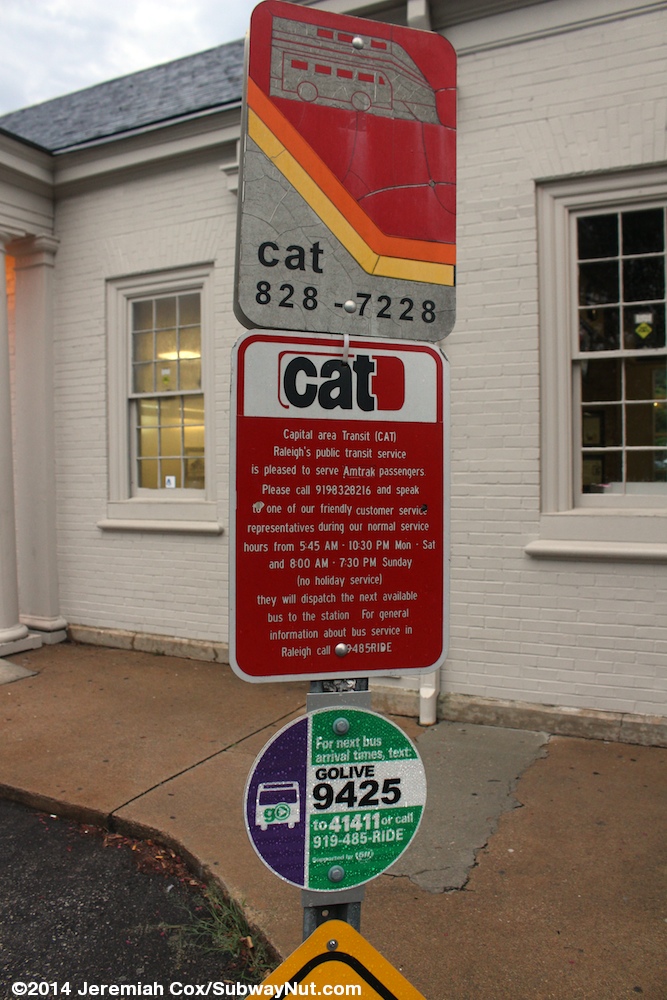 cat
828-7228
cat
Capital area Transit (CAT)
Raleigh's public transit service
is pleased to serve Amtrak passengers.
Please call 9198328216 and speak
to one of our friendly customer service
representatives during our normal service
hours from 5:45 AM - 10:30 PM Mon - Sat
and 8:00 AM - 7:30 PM Sunday
(no holiday service)
they will dispatch the next available
bus to the station For general
information about bus service in
Raleigh call 9485RIDE
For next bus
arrival times, text:
GOLIVE
9425
go
to 41411 or call
919-485-RIDE
©2014 Jeremiah Cox/SubwayNut.com